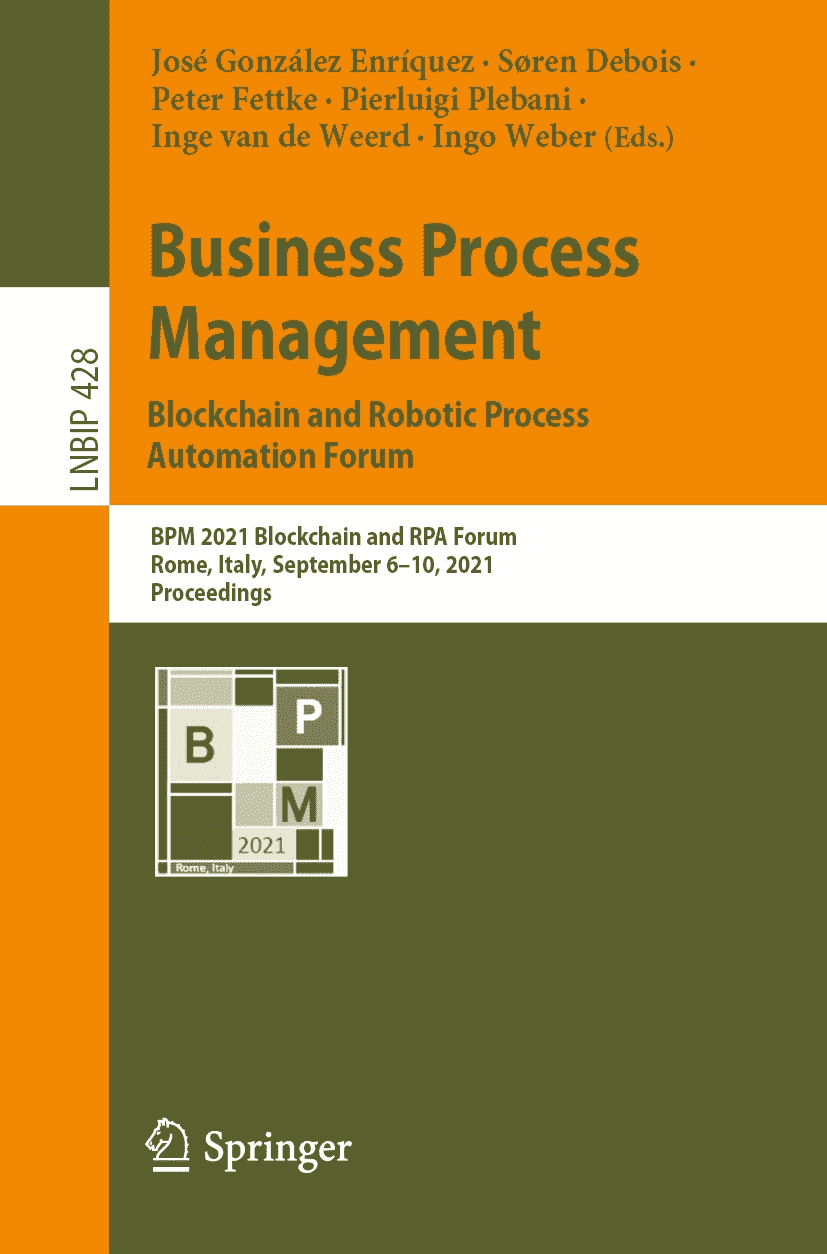 José González Enríquez · Søren Debois ·
Peter Fettke · Pierluigi Plebani ·
Inge van de Weerd · Ingo Weber (Eds.)
Business Process
Management
Blockchain and Robotic Process
Automation Forum
LNBIP 428
BPM 2021 Blockchain and RPA Forum
Rome, Italy, September 6–10, 2021
Proceedings
B
P
M
2021
Rome, Italy
Springer